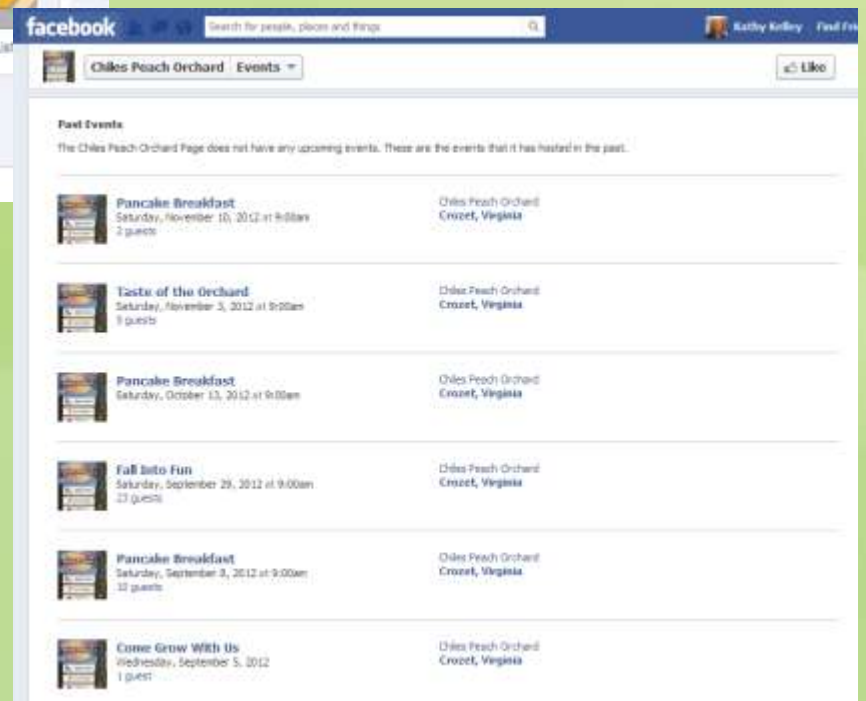 facebook
Search for people, places and things
Kathy Kelley Find
Chiles Peach Orchard Events
Like
Past Events
The Chiles Peach Orchard Page does not have any upcoming events. These are the events that it has hosted in the past.
Pancake Breakfast
Saturday, November 10, 2012 at 9:00am
2 guests
Chiles Peach Orchard
Crozet, Virginia
Taste of the Orchard
Saturday, November 3, 2012 at 9:00am
guests
Chiles Peach Orchard
Crozet, Virginia
Pancake Breakfast
Saturday, October 13, 2012 at 9:00am
Chiles Peach Orchard
Crozet, Virginia
Fall Into Fun
Saturday, September 29, 2012 at 9:00am
23 guests
Chiles Peach Orchard
Crozet, Virginia
Pancake Breakfast
Saturday, September 8, 2012 at 9:00am
guests
Chiles Peach Orchard
Crozet, Virginia
Come Grow With Us
Wednesday, September 5, 2012
1 guest
Chiles Peach Orchard
Crozet, Virginia